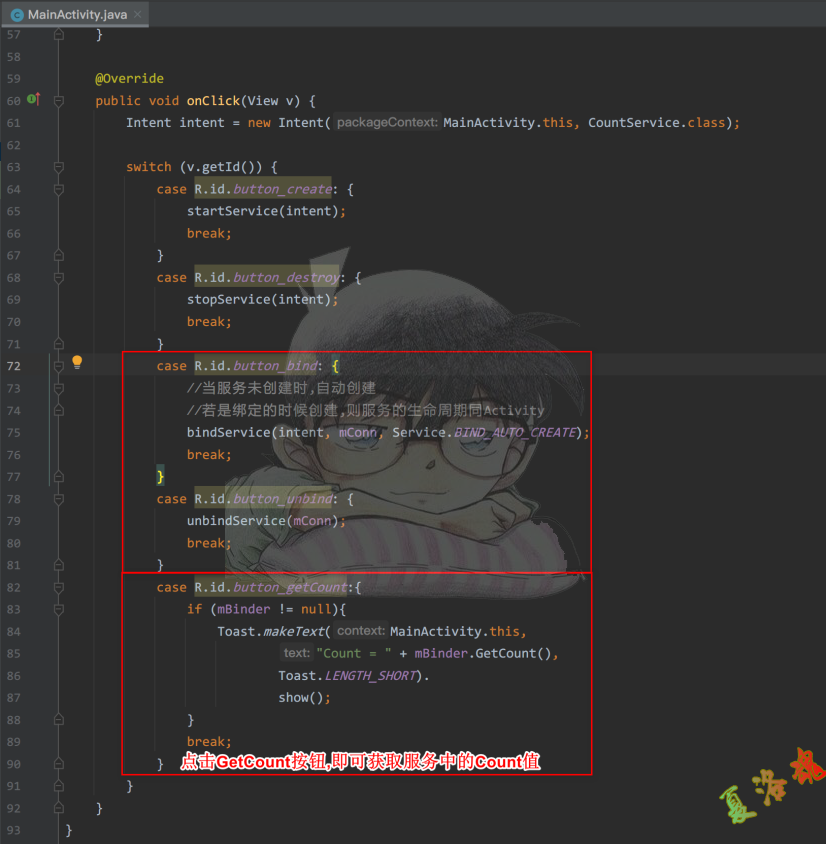 MainActivity.java
57 }
58
59 @Override
60 public void onClick(View v) {
61 Intent intent = new Intent( packageContext: MainActivity.this, CountService.class);
62
63 switch (v.getId()) {
64 case R.id.button_create: {
65 startService(intent);
66 break;
67 }
68 case R.id.button_destroy: {
69 stopService(intent);
70 break;
71 }
72 case R.id.button_bind: {
73 //当服务未创建时,自动创建
74 //若是绑定的时候创建,则服务的生命周期同Activity
75 bindService(intent, mConn, Service.BIND_AUTO_CREATE);
76 break;
77 }
78 case R.id.button_unbind: {
79 unbindService(mConn);
80 break;
81 }
82 case R.id.button_getCount:{
83 if (mBinder != null){
84 Toast.makeText( context: MainActivity.this,
85 text: "Count = " + mBinder.GetCount(),
86 Toast.LENGTH_SHORT).
87 show();
88 }
89 break;
90 } 点击GetCount按钮,即可获取服务中的Count值
91 }
92 }
93 }
夏洛